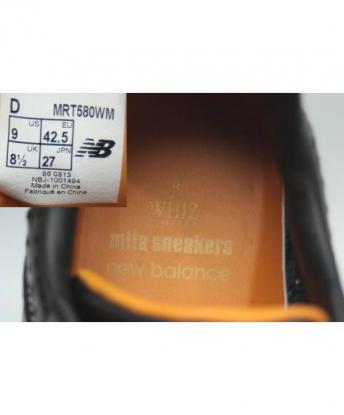 D MRT580WM
US EU
9 42.5
UK JPN
8½ 27
NB
86 0813
NBJ-1001494
Made in China
Fabriqué en Chine
WHIZ
mita sneakers
new balance